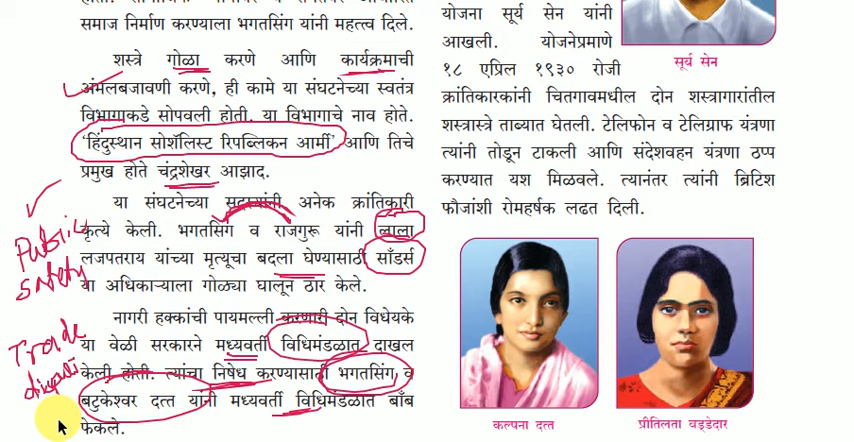 समाज निर्माण करण्याला भगतसिंग यांनी महत्त्व दिले.
शस्त्रे गोळा करणे आणि कार्यक्रमाची
अंमलबजावणी करणे, ही कामे या संघटनेच्या स्वतंत्र
विभागाकडे सोपवली होती. या विभागाचे नाव होते.
'हिंदुस्थान सोशॅलिस्ट रिपब्लिकन आर्मी' आणि तिचे
प्रमुख होते चंद्रशेखर आझाद.
या संघटनेच्या सदस्यांनी अनेक क्रांतिकारी
कृत्ये केली. भगतसिंग व राजगुरू यांनी लाला
लजपतराय यांच्या मृत्यूचा बदला घेण्यासाठी साँडर्स
या अधिकाऱ्याला गोळ्या घालून ठार केले.
नागरी हक्कांची पायमल्ली करणारी दोन विधेयके
या वेळी सरकारने मध्यवर्ती विधिमंडळात दाखल
केली होती. त्यांचा निषेध करण्यासाठी भगतसिंग व
बटुकेश्वर दत्त यांनी मध्यवर्ती विधिमंडळात बाँब
फेकले.
Public
safety
Trade
योजना सूर्य सेन यांनी
आखली. योजनेप्रमाणे
१८ एप्रिल १९३० रोजी
सूर्य सेन
क्रांतिकारकांनी चितगावमधील दोन शस्त्रागारांतील
शस्त्रास्त्रे ताब्यात घेतली. टेलिफोन व टेलिग्राफ यंत्रणा
त्यांनी तोडून टाकली आणि संदेशवहन यंत्रणा ठप्प
करण्यात यश मिळवले. त्यानंतर त्यांनी ब्रिटिश
फौजांशी रोमहर्षक लढत दिली.
कल्पना दत्त
प्रीतिलता वड्डेदार